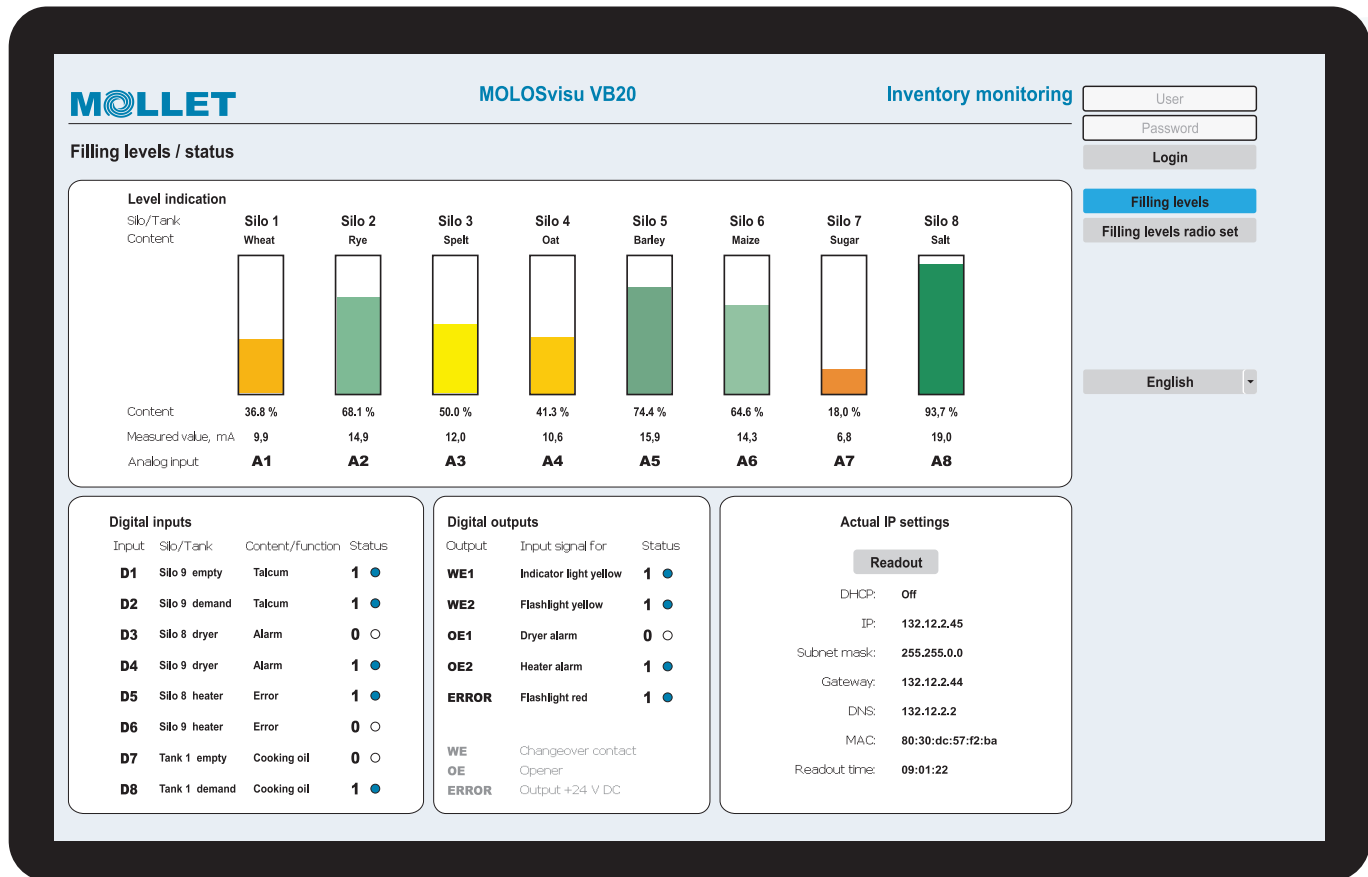 MOLLET MOLOSvisu VB20 Inventory monitoring
User
Password
Login
Filling levels / status
Filling levels
Filling levels radio set
English
Level indication
Silo/Tank Silo 1 Silo 2 Silo 3 Silo 4 Silo 5 Silo 6 Silo 7 Silo 8
Content Wheat Rye Spelt Oat Barley Maize Sugar Salt
Content 36.8 % 68.1 % 50.0 % 41.3 % 74.4 % 64.6 % 18,0 % 93,7 %
Measured value, mA 9,9 14,9 12,0 10,6 15,9 14,3 6,8 19,0
Analog input A1 A2 A3 A4 A5 A6 A7 A8
Digital inputs
Input Silo/Tank Content/function Status
D1 Silo 9 empty Talcum 1
D2 Silo 9 demand Talcum 1
D3 Silo 8 dryer Alarm 0
D4 Silo 9 dryer Alarm 1
D5 Silo 8 heater Error 1
D6 Silo 9 heater Error 0
D7 Tank 1 empty Cooking oil 0
D8 Tank 1 demand Cooking oil 1
Digital outputs
Output Input signal for Status
WE1 Indicator light yellow 1
WE2 Flashlight yellow 1
OE1 Dryer alarm 0
OE2 Heater alarm 1
ERROR Flashlight red 1
WE Changeover contact
OE Opener
ERROR Output +24 V DC
Actual IP settings
Readout
DHCP: Off
IP: 132.12.2.45
Subnet mask: 255.255.0.0
Gateway: 132.12.2.44
DNS: 132.12.2.2
MAC: 80:30:dc:57:f2:ba
Readout time: 09:01:22